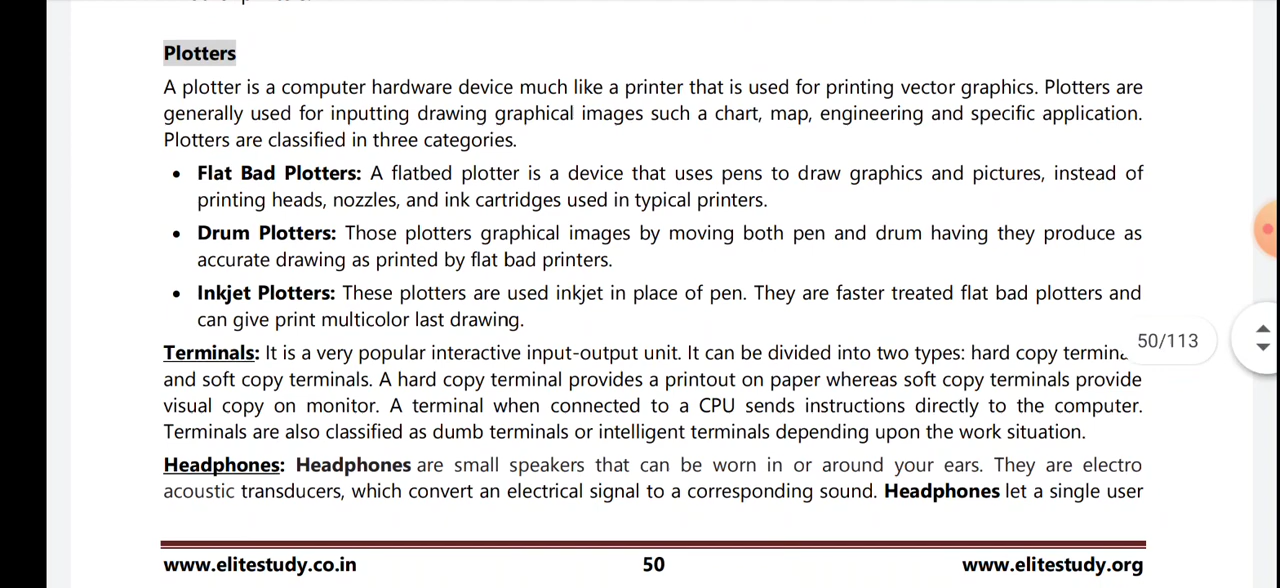 Plotters
A plotter is a computer hardware device much like a printer that is used for printing vector graphics. Plotters are
generally used for inputting drawing graphical images such a chart, map, engineering and specific application.
Plotters are classified in three categories.
• Flat Bad Plotters: A flatbed plotter is a device that uses pens to draw graphics and pictures, instead of
printing heads, nozzles, and ink cartridges used in typical printers.
• Drum Plotters: Those plotters graphical images by moving both pen and drum having they produce as
accurate drawing as printed by flat bad printers.
• Inkjet Plotters: These plotters are used inkjet in place of pen. They are faster treated flat bad plotters and
can give print multicolor last drawing.
50/113
Terminals: It is a very popular interactive input-output unit. It can be divided into two types: hard copy
and soft copy terminals. A hard copy terminal provides a printout on paper whereas soft copy terminals provide
visual copy on monitor. A terminal when connected to a CPU sends instructions directly to the computer.
Terminals are also classified as dumb terminals or intelligent terminals depending upon the work situation.
Headphones: Headphones are small speakers that can be worn in or around your ears. They are electro
acoustic transducers, which convert an electrical signal to a corresponding sound. Headphones let a single user
www.elitestudy.co.in 50 www.elitestudy.org